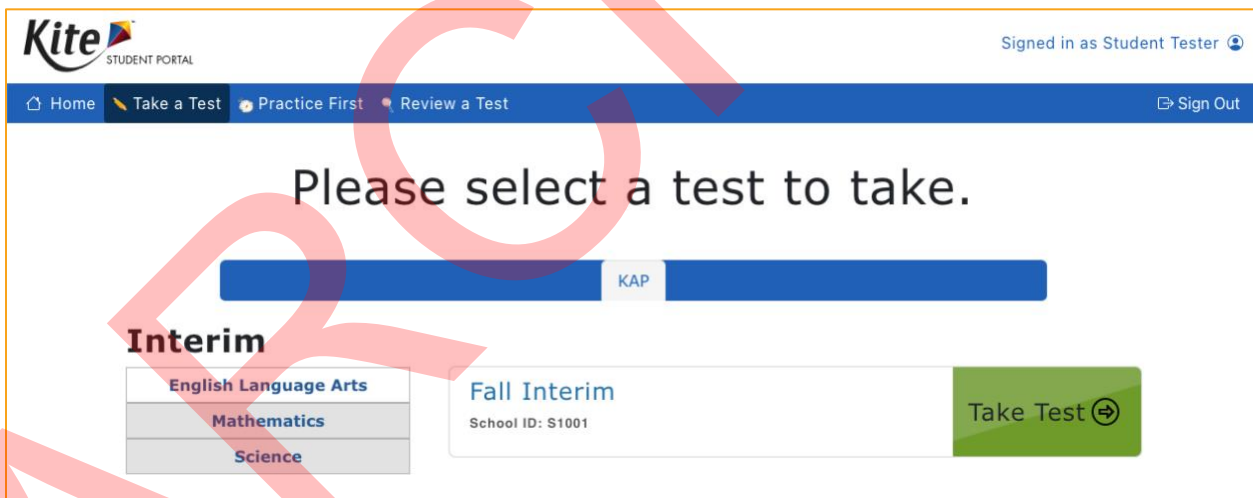 Kite
STUDENT PORTAL
Signed in as Student Tester
Home Take a Test Practice First Review a Test Sign Out
Please select a test to take.
KAP
Interim
English Language Arts
Mathematics
Science
Fall Interim
School ID: S1001
Take Test